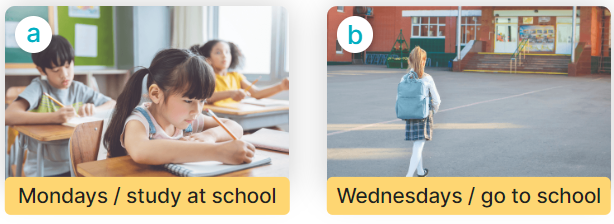 a
b
Mondays / study at school
Wednesdays / go to school